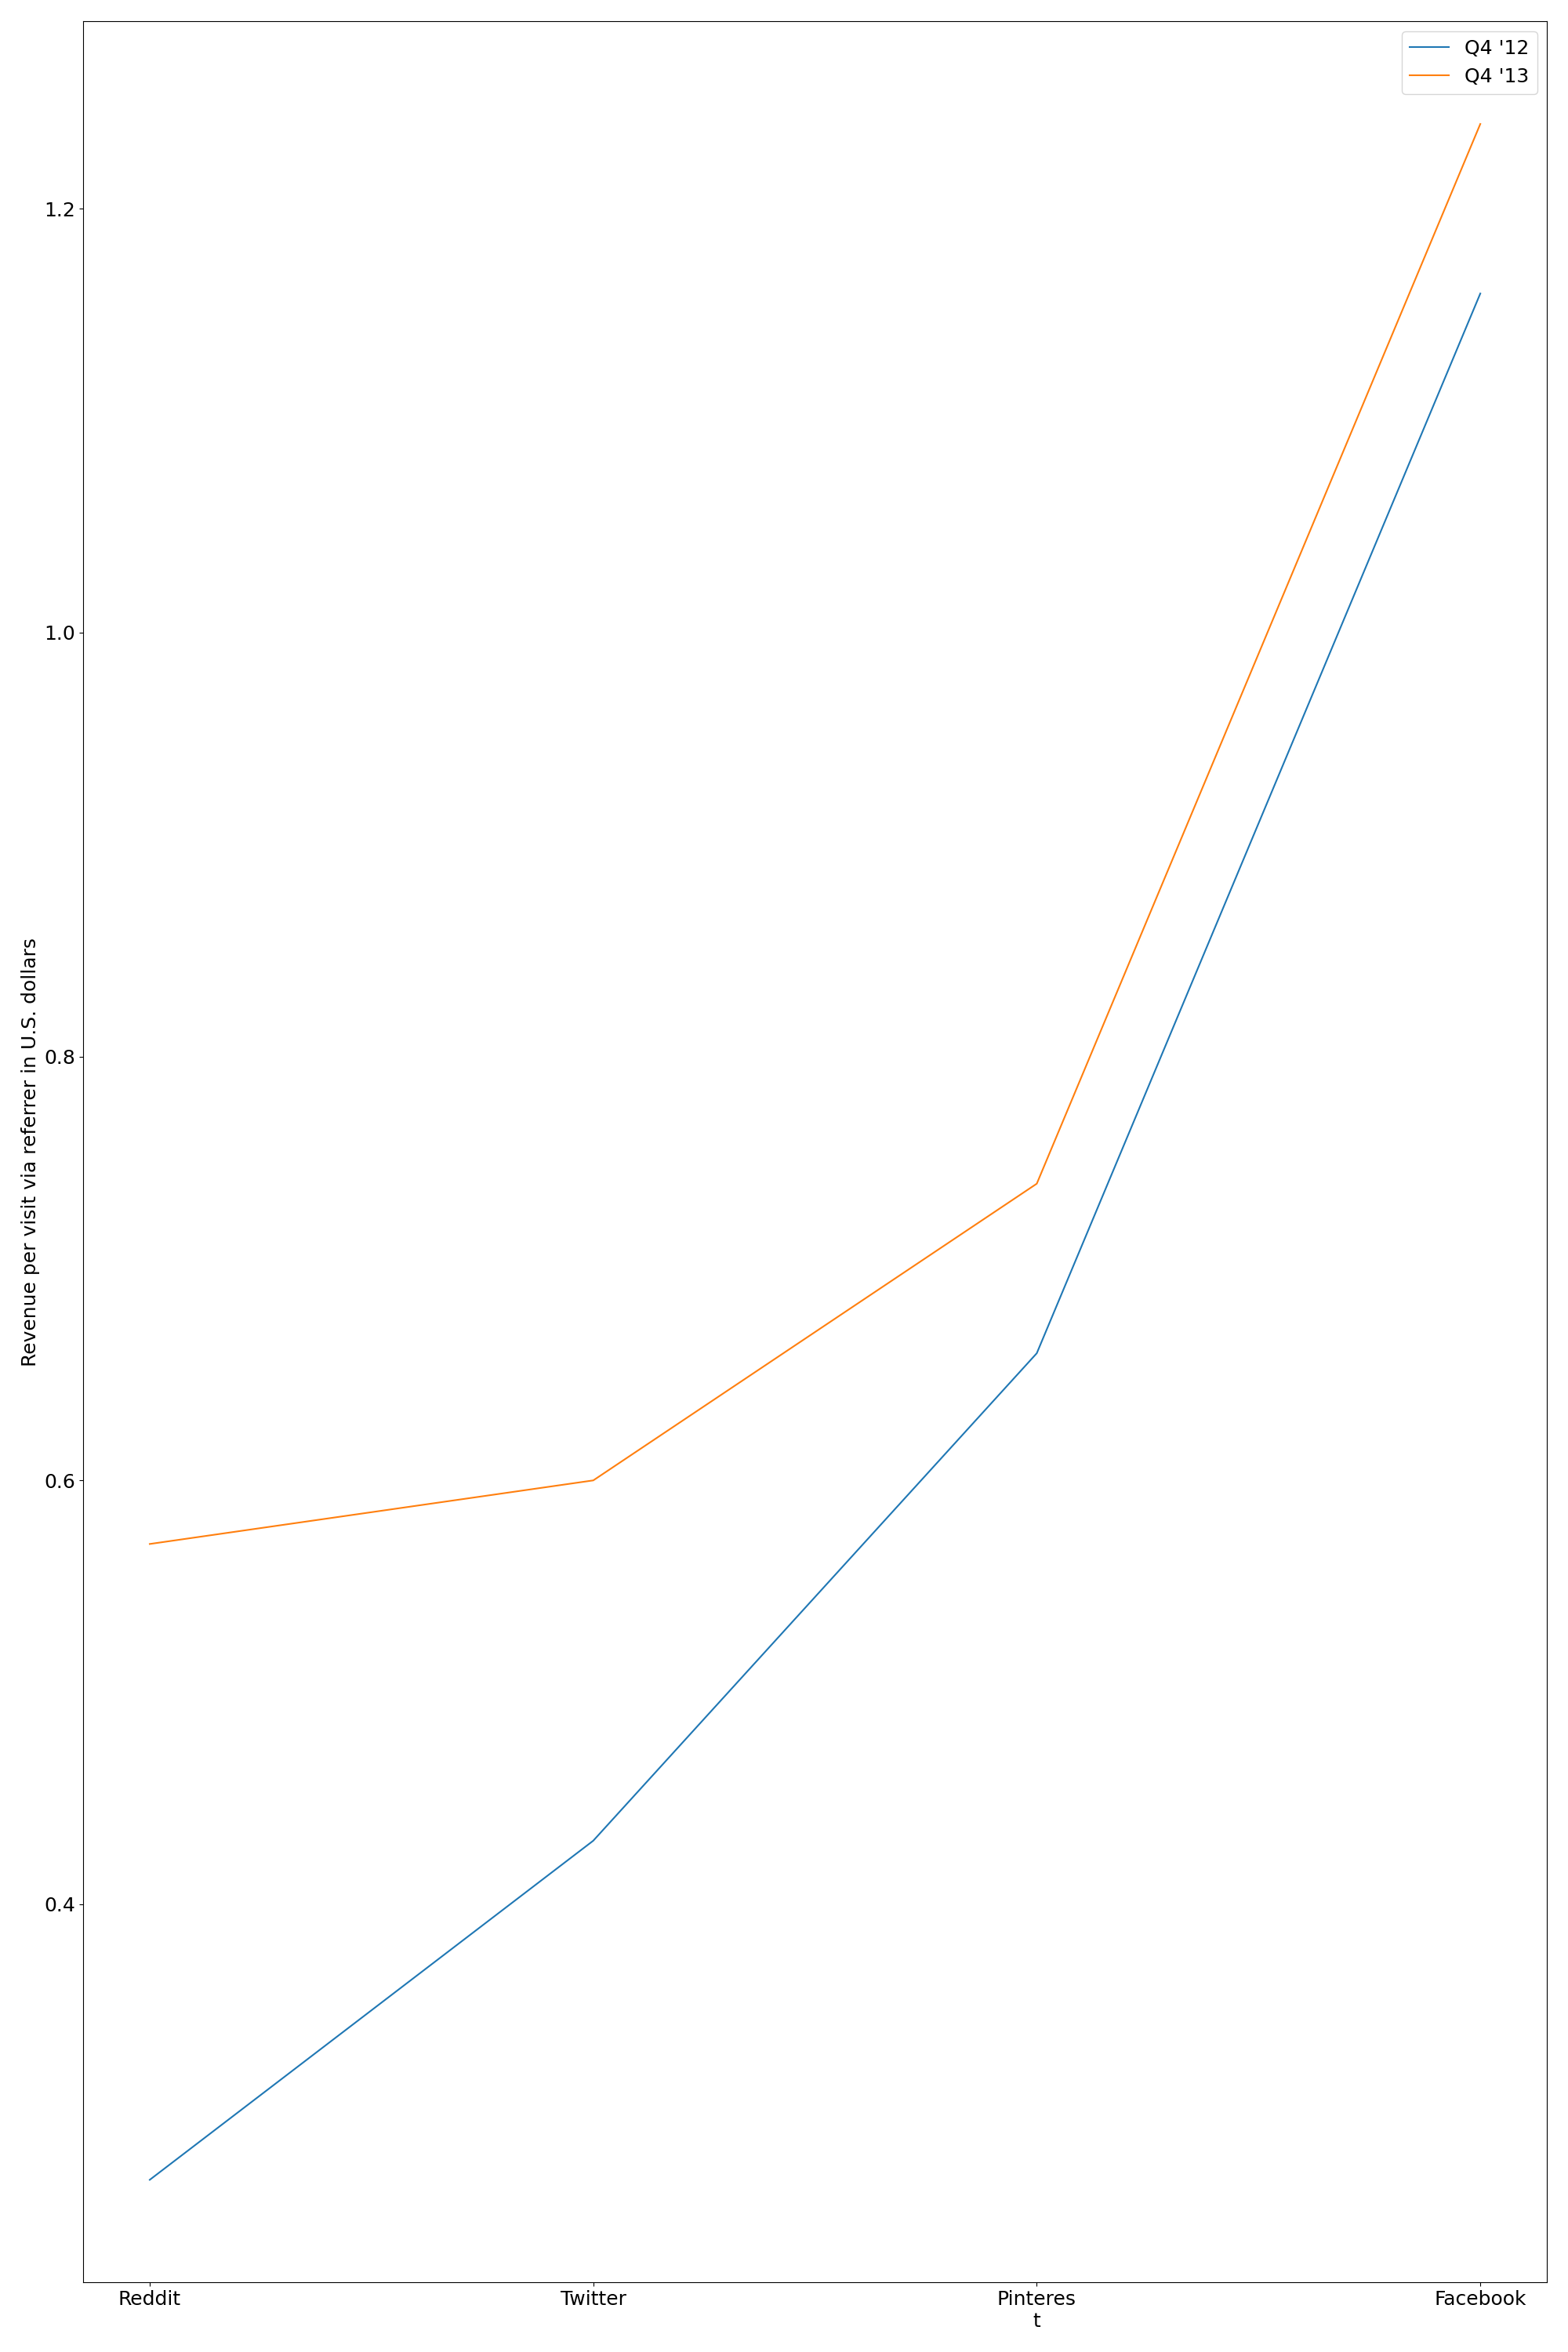 Q4 '12
Q4 '13
1.2
1.0
0.8
0.6
0.4
Revenue per visit via referrer in U.S. dollars
Reddit
Twitter
Pinteres
t
Facebook